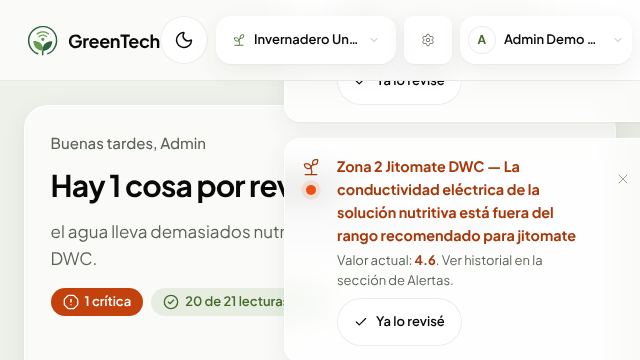 GreenTech
Invernadero Un...
A
Admin Demo ...
Ya lo revisé
Buenas tardes, Admin
Hay 1 cosa por rev
el agua lleva demasiados nutr
DWC.
1 crítica
20 de 21 lecturas
Zona 2 Jitomate DWC — La
conductividad eléctrica de la
solución nutritiva está fuera del
rango recomendado para jitomate
Valor actual: 4.6. Ver historial en la
sección de Alertas.
Ya lo revisé